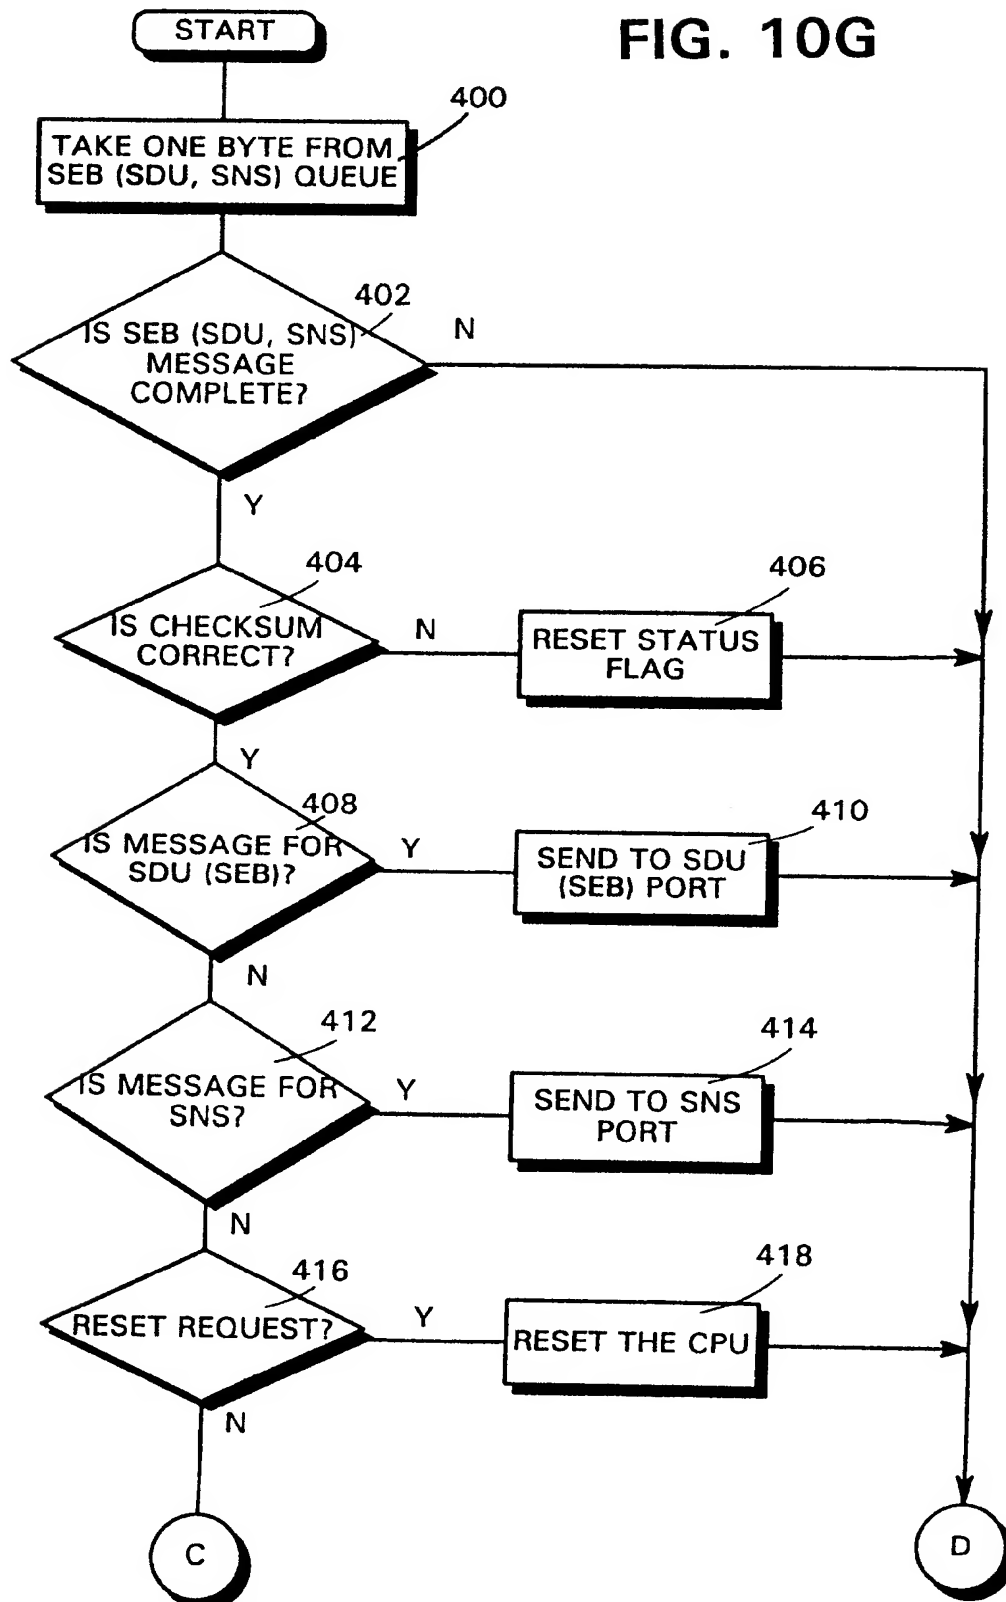 START
FIG. 10G
400
TAKE ONE BYTE FROM
SEB (SDU, SNS) QUEUE
402
IS SEB (SDU, SNS)
MESSAGE
COMPLETE?
N
Y
404
IS CHECKSUM
CORRECT?
N
406
RESET STATUS
FLAG
Y
408
IS MESSAGE FOR
SDU (SEB)?
Y
410
SEND TO SDU
(SEB) PORT
N
412
IS MESSAGE FOR
SNS?
Y
414
SEND TO SNS
PORT
N
416
RESET REQUEST?
Y
418
RESET THE CPU
N
C
D